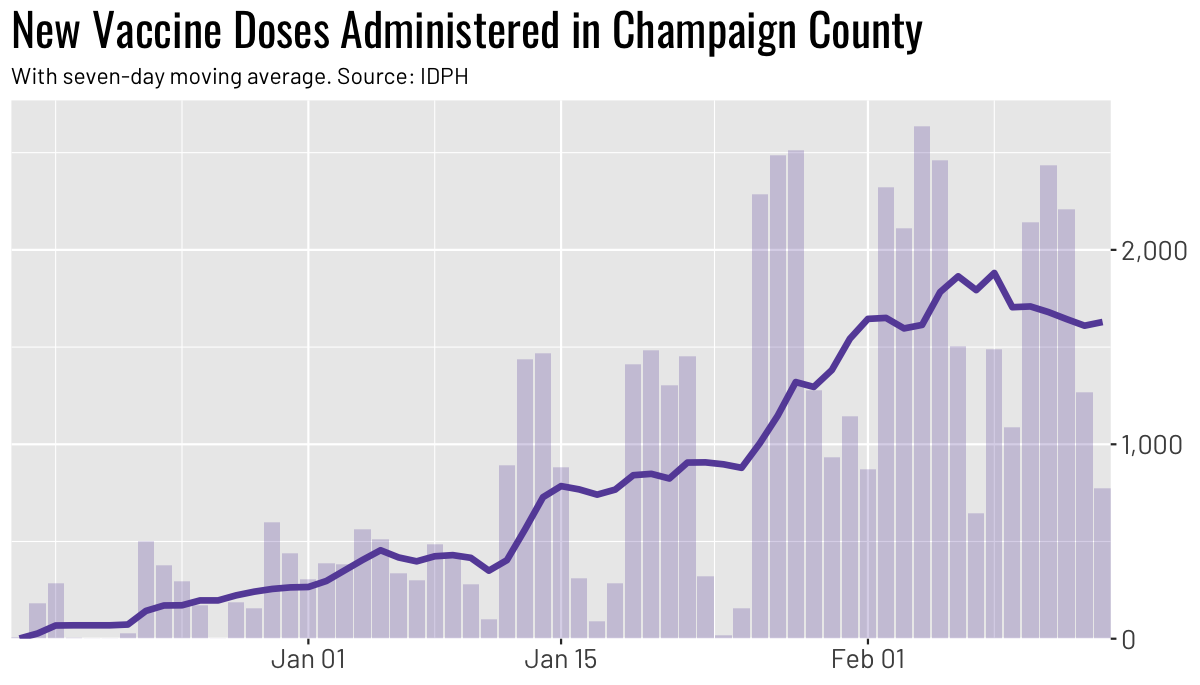 New Vaccine Doses Administered in Champaign County
With seven-day moving average. Source: IDPH
2,000
1,000
0
Jan 01 Jan 15 Feb 01